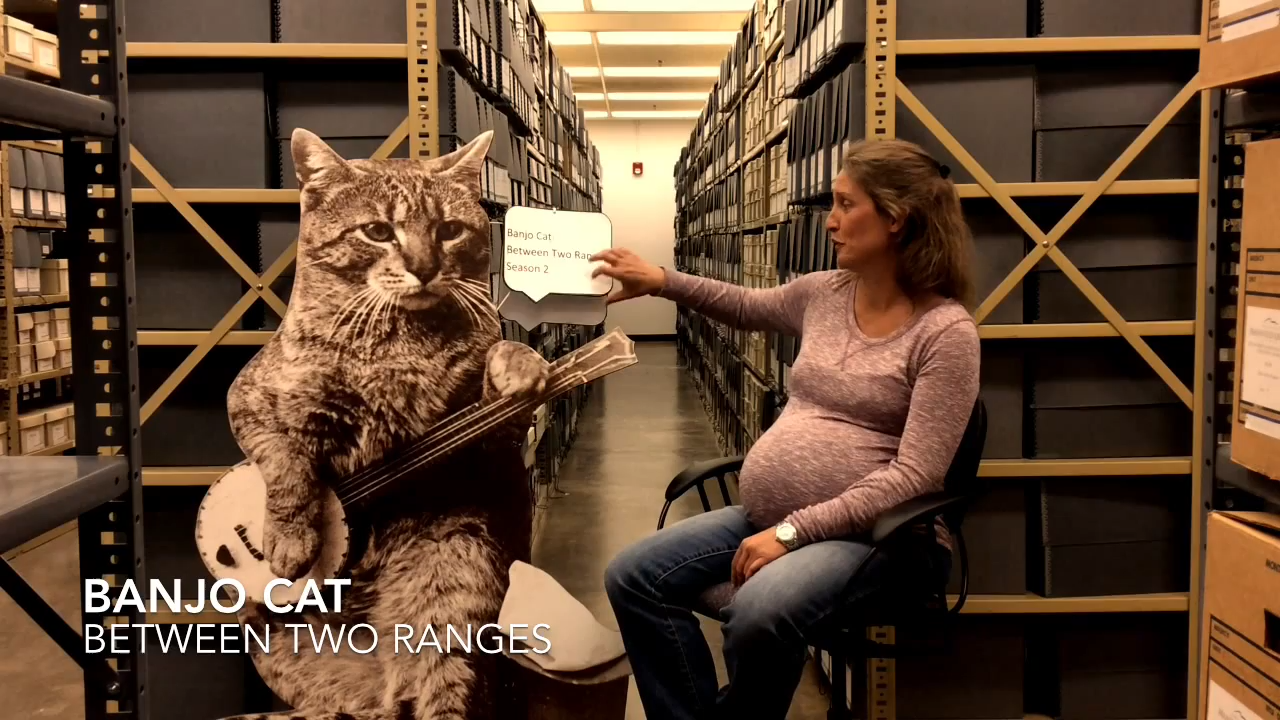 Banjo Cat
Between Two Ran
Season 2
BANJO CAT
BETWEEN TWO RANGES